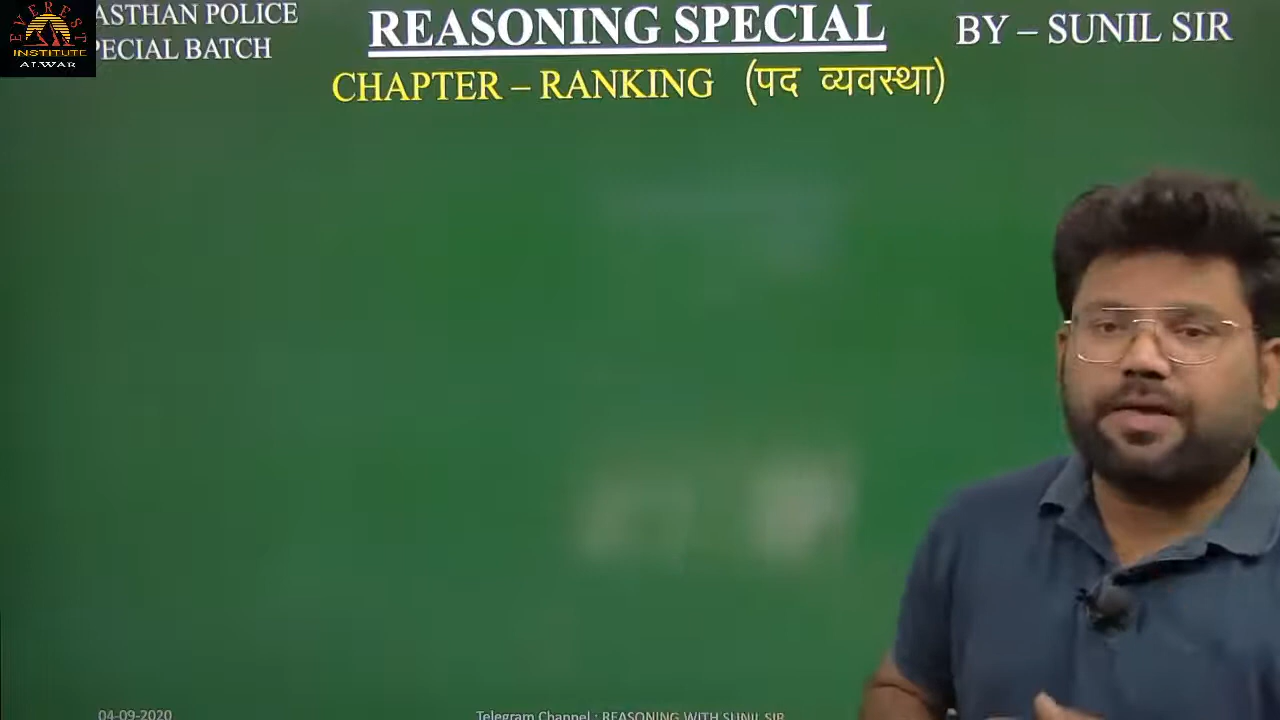 EVEREST
INSTITUTE
ALWAR
ASTHAN POLICE
PECIAL BATCH
REASONING SPECIAL
BY – SUNIL SIR
CHAPTER – RANKING (पद व्यवस्था)
04-09-2020
Telegram Channel : REASONING WITH SUNIL SIR